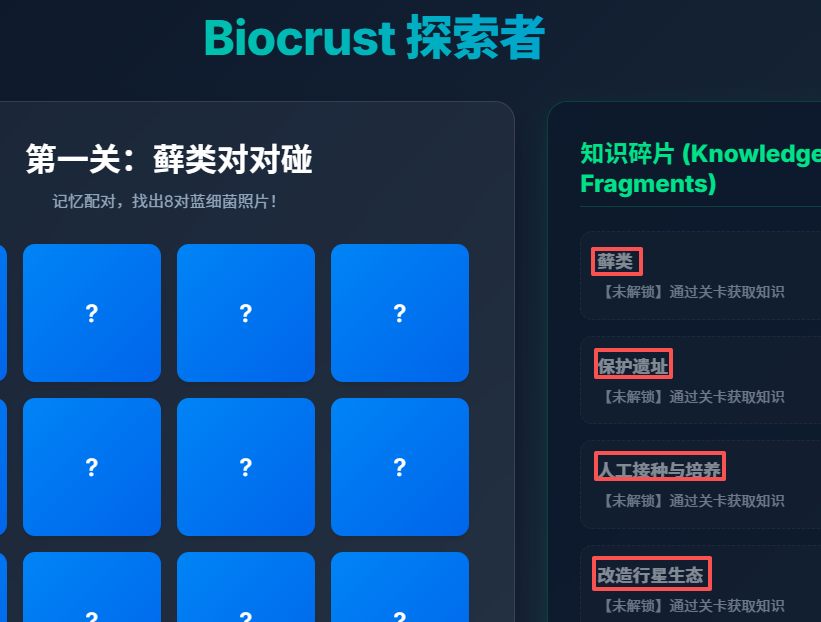 Biocrust 探索者
第一关：藓类对对碰
记忆配对，找出8对蓝细菌照片！
? ? ?
? ? ?
? ? ?
知识碎片 (Knowledge
Fragments)
藓类
【未解锁】通过关卡获取知识
保护遗址
【未解锁】通过关卡获取知识
人工接种与培养
【未解锁】通过关卡获取知识
改造行星生态
【未解锁】通过关卡获取知识